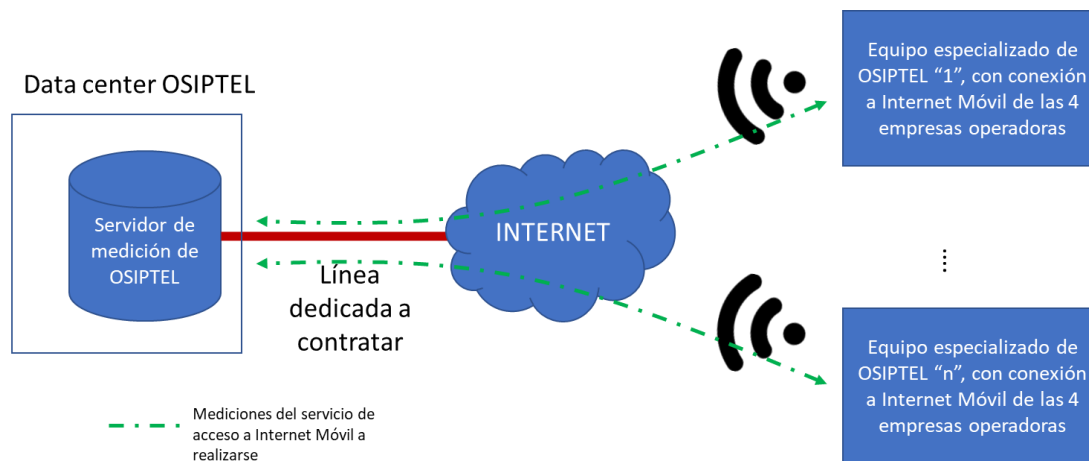 Data center OSIPTEL
Servidor de
medición de
OSIPTEL
Línea
dedicada a
contratar
INTERNET
Equipo especializado de
OSIPTEL “1”, con conexión
a Internet Móvil de las 4
empresas operadoras
...
Equipo especializado de
OSIPTEL “n”, con conexión
a Internet Móvil de las 4
empresas operadoras
Mediciones del servicio de
acceso a Internet Móvil a
realizarse